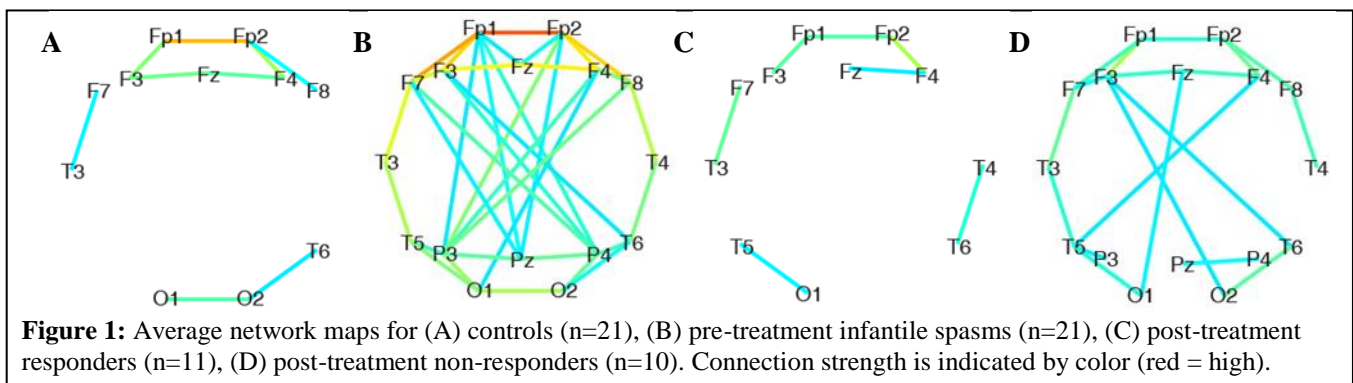 A B C D
Fp1 Fp2 Fp1 Fp2 Fp1 Fp2 Fp1 Fp2
F7 F3 Fz F4 F8 F7 F3 Fz F4 F8 F7 F3 Fz F4 F7 F3 Fz F4 F8
T3 T3 T4 T3 T4 T3 T4
T6 T5 P3 Pz P4 T6 T5 T6 T5 P3 Pz P4 T6
O1 O2 O1 O2 O1 O1 O2
Figure 1: Average network maps for (A) controls (n=21), (B) pre-treatment infantile spasms (n=21), (C) post-treatment
responders (n=11), (D) post-treatment non-responders (n=10). Connection strength is indicated by color (red = high).